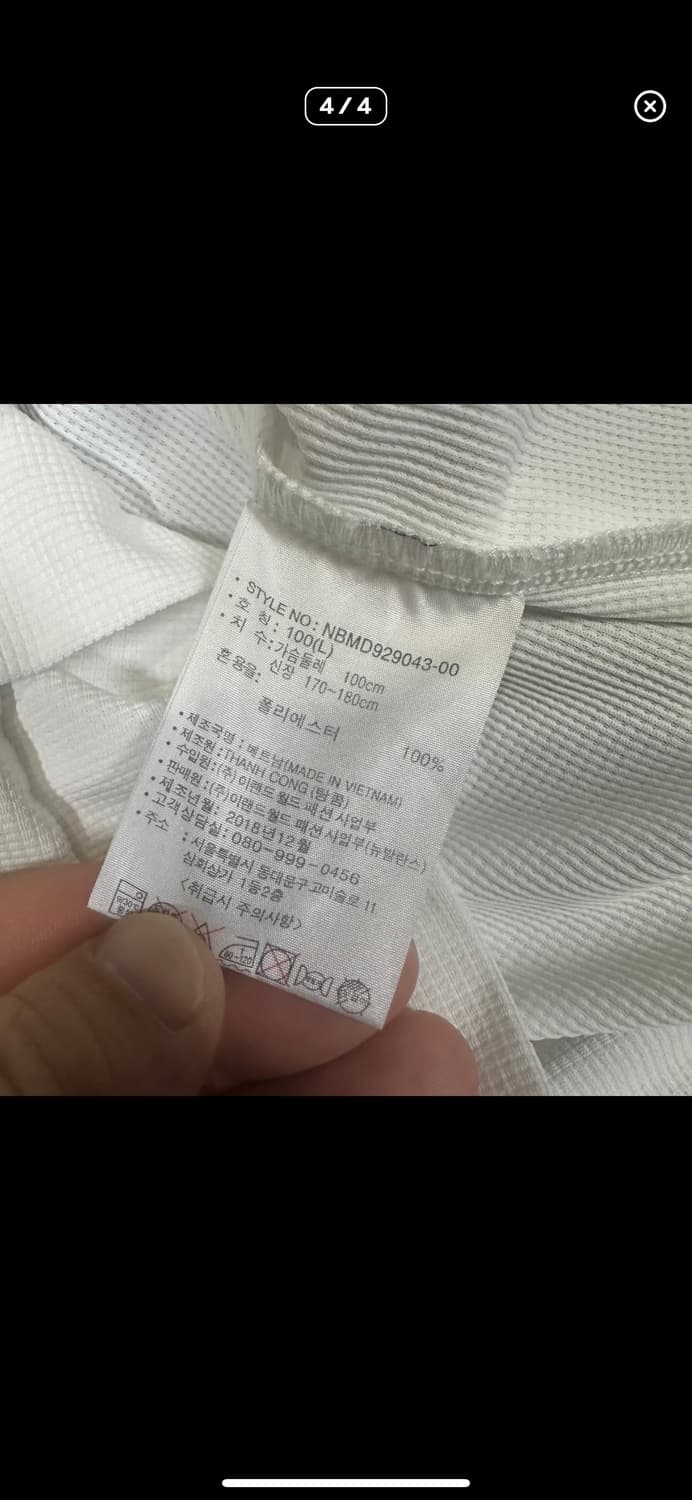 4 / 4
• STYLE NO : NBMD929043-00
• 호 칭 : 100(L)
• 치 수 : 가슴둘레 100cm
신장 170~180cm
혼용율:
폴리에스터 100%
• 제조국명 : 베트남(MADE IN VIETNAM)
• 제조원 : THANH CONG (탕콩)
• 수입원 : (주)이랜드월드 패션사업부
• 판매원 : (주)이랜드월드 패션사업부(뉴발란스)
• 제조년월 : 2018년 12월
• 고객상담실 : 080-999-0456
• 주소 : 서울특별시 동대문구 고미술로 11
삼희상가 1동2층
<취급시 주의사항>
80~120